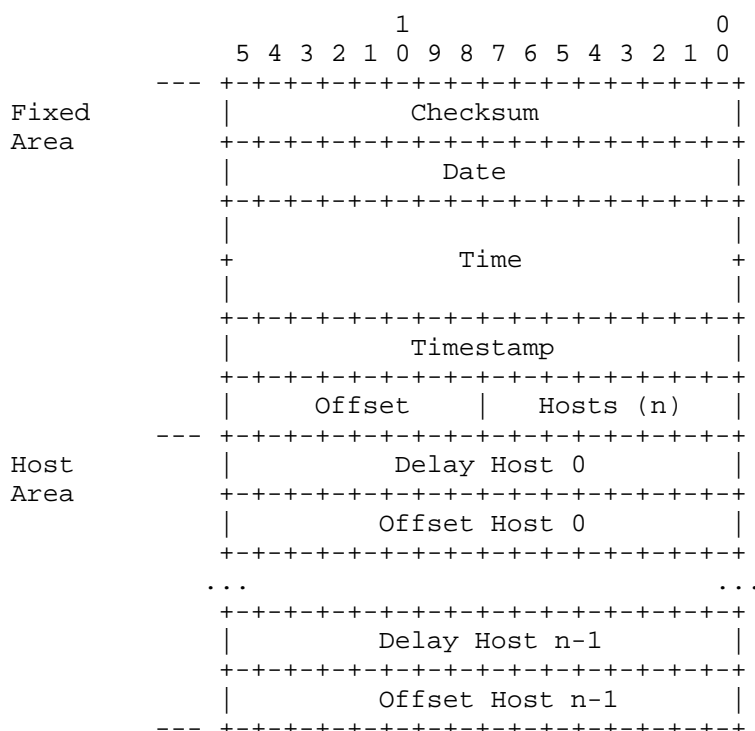 1                   0
               5 4 3 2 1 0 9 8 7 6 5 4 3 2 1 0
          --- +-+-+-+-+-+-+-+-+-+-+-+-+-+-+-+-+
Fixed         |           Checksum            |
Area          +-+-+-+-+-+-+-+-+-+-+-+-+-+-+-+-+
              |             Date              |
              +-+-+-+-+-+-+-+-+-+-+-+-+-+-+-+-+
              |                               |
              +              Time             +
              |                               |
              +-+-+-+-+-+-+-+-+-+-+-+-+-+-+-+-+
              |           Timestamp           |
              +-+-+-+-+-+-+-+-+-+-+-+-+-+-+-+-+
              |     Offset    |   Hosts (n)   |
          --- +-+-+-+-+-+-+-+-+-+-+-+-+-+-+-+-+
Host          |          Delay Host 0         |
Area          +-+-+-+-+-+-+-+-+-+-+-+-+-+-+-+-+
              |         Offset Host 0         |
              +-+-+-+-+-+-+-+-+-+-+-+-+-+-+-+-+
             ...                             ...
              +-+-+-+-+-+-+-+-+-+-+-+-+-+-+-+-+
              |         Delay Host n-1        |
              +-+-+-+-+-+-+-+-+-+-+-+-+-+-+-+-+
              |         Offset Host n-1       |
          --- +-+-+-+-+-+-+-+-+-+-+-+-+-+-+-+-+